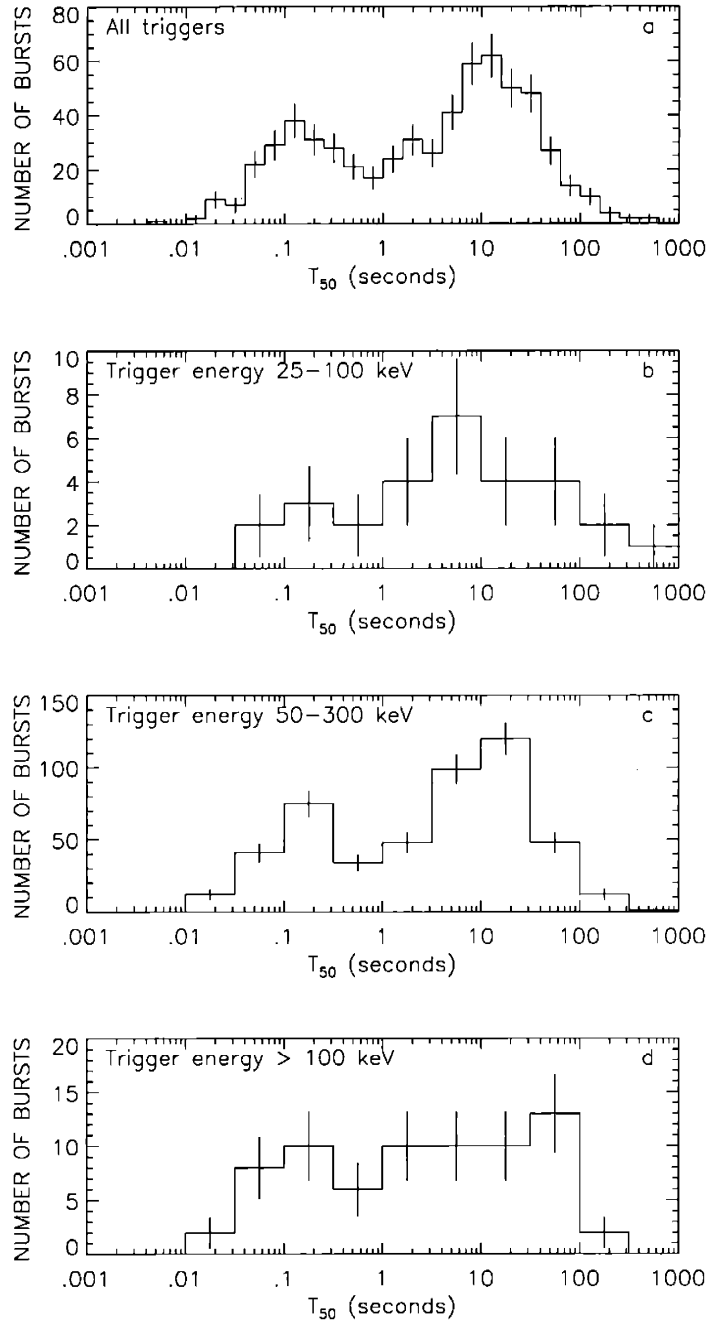 80
All triggers
a
60
40
20
0
NUMBER OF BURSTS
.001 .01 .1 1 10 100 1000
T50 (seconds)
10
Trigger energy 25-100 keV
b
8
6
4
2
0
NUMBER OF BURSTS
.001 .01 .1 1 10 100 1000
T50 (seconds)
150
Trigger energy 50-300 keV
c
100
50
0
NUMBER OF BURSTS
.001 .01 .1 1 10 100 1000
T50 (seconds)
20
Trigger energy > 100 keV
d
15
10
5
0
NUMBER OF BURSTS
.001 .01 .1 1 10 100 1000
T50 (seconds)